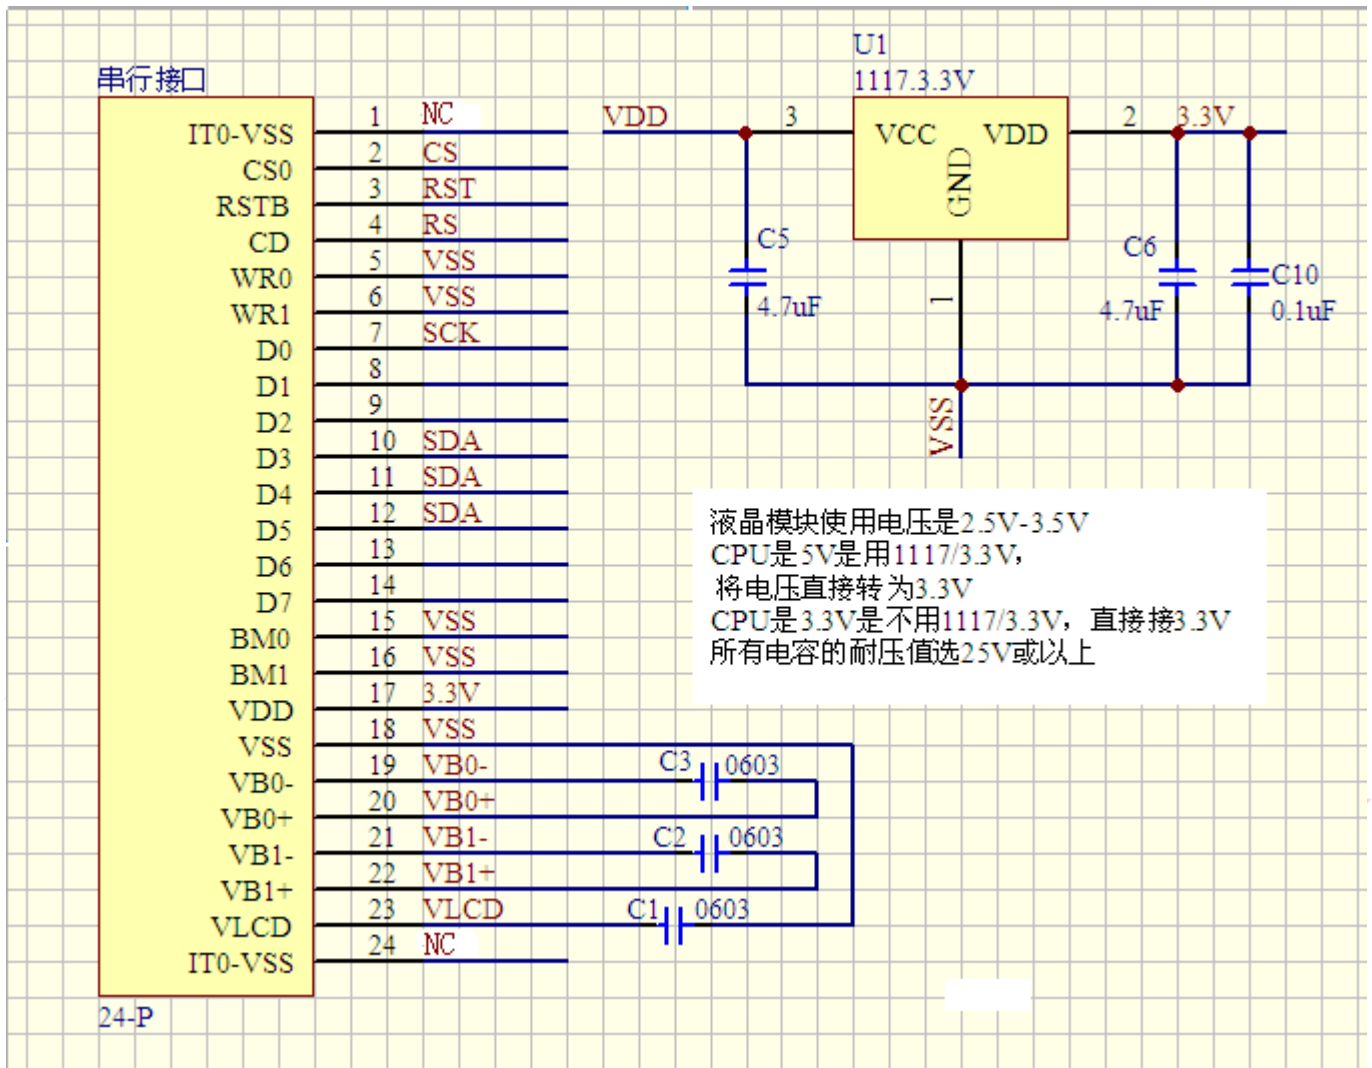 串行接口
IT0-VSS 1 NC
CS0 2 CS
RSTB 3 RST
CD 4 RS
WR0 5 VSS
WR1 6 VSS
D0 7 SCK
D1 8
D2 9
D3 10 SDA
D4 11 SDA
D5 12 SDA
D6 13
D7 14
BM0 15 VSS
BM1 16 VSS
VDD 17 3.3V
VSS 18 VSS
VB0- 19 VB0- C3 0603
VB0+ 20 VB0+
VB1- 21 VB1- C2 0603
VB1+ 22 VB1+
VLCD 23 VLCD C1 0603
IT0-VSS 24 NC
24-P
U1
1117.3.3V
VDD 3 VCC VDD 2 3.3V
GND
C5 C6 C10
4.7uF 1 4.7uF 0.1uF
VSS
液晶模块使用电压是2.5V-3.5V
CPU是5V是用1117/3.3V，
将电压直接转为3.3V
CPU是3.3V是不用1117/3.3V，直接接3.3V
所有电容的耐压值选25V或以上